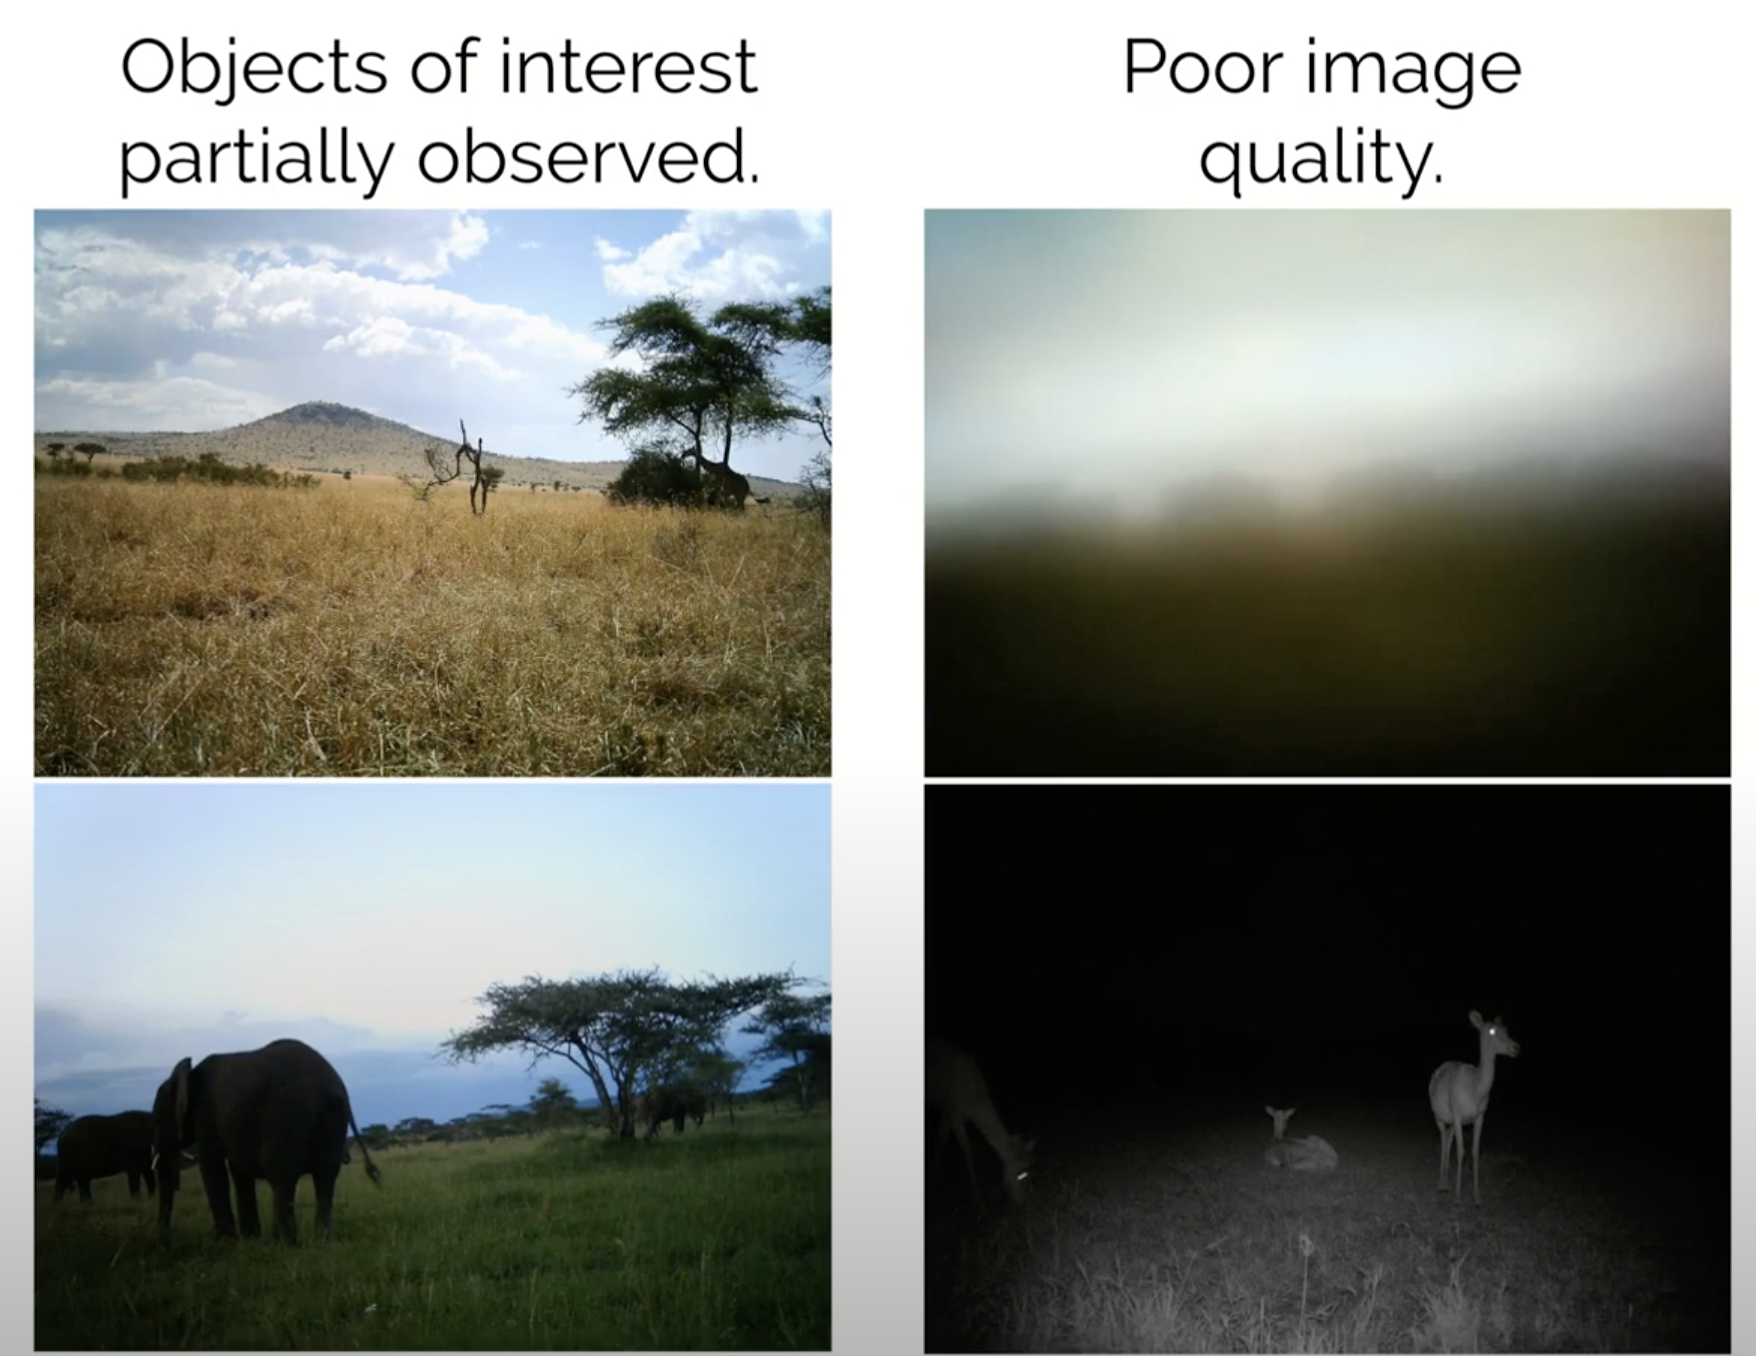 Objects of interest
partially observed.
Poor image
quality.